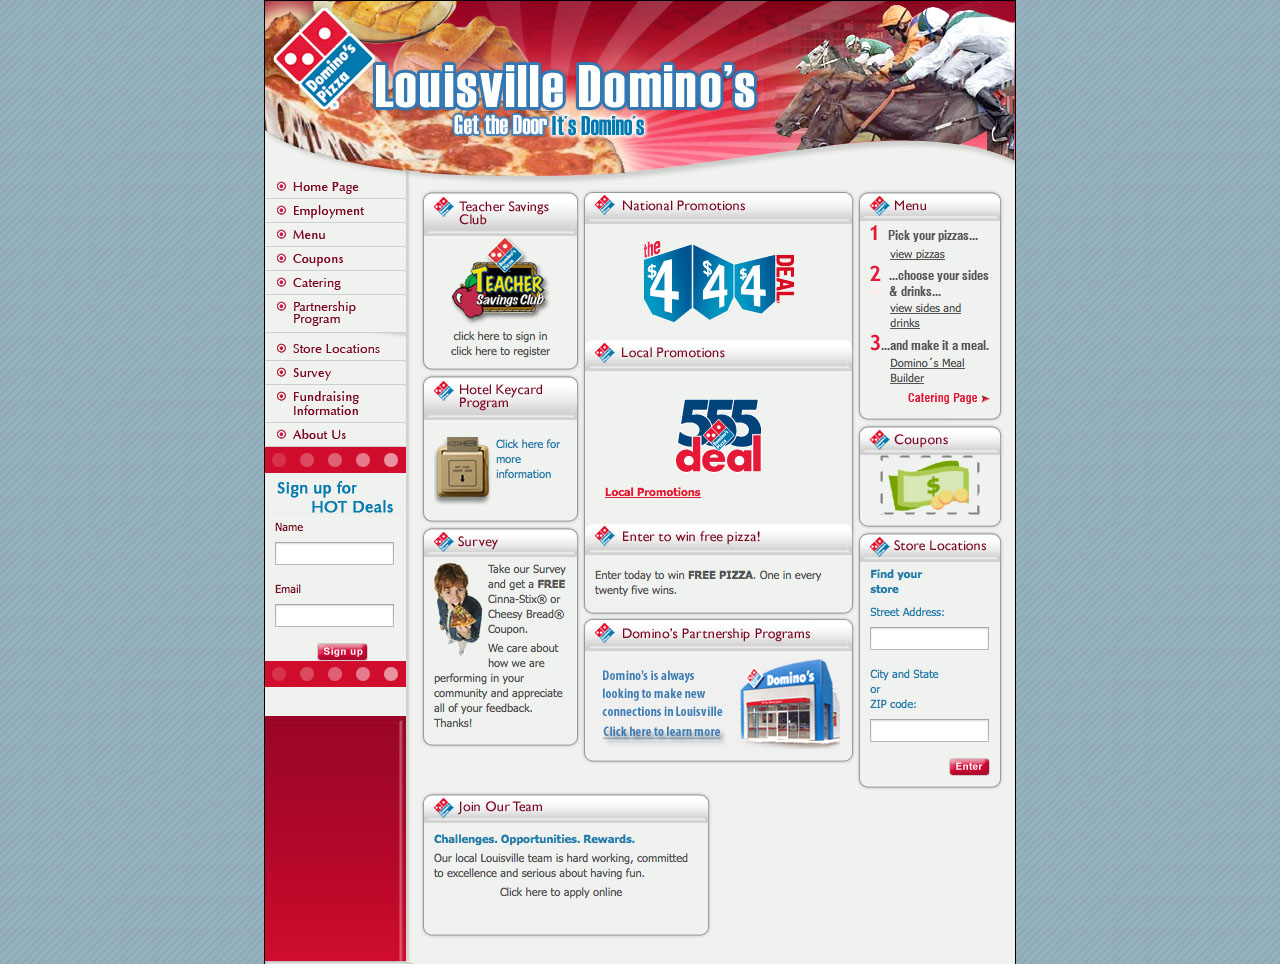 Domino's
Pizza
Louisville Domino's
Get the Door It's Domino's
Home Page
Employment
Menu
Coupons
Catering
Partnership
Program
Store Locations
Survey
Fundraising
Information
About Us
Sign up for
HOT Deals
Name
Email
Sign up
Teacher Savings
Club
TEACHER
Savings Club
click here to sign in
click here to register
Hotel Keycard
Program
Click here for
more
information
Survey
Take our Survey
and get a FREE
Cinna-Stix® or
Cheesy Bread®
Coupon.
We care about
how we are
performing in your
community and appreciate
all of your feedback.
Thanks!
National Promotions
the
$4 $4 $4
DEAL
Local Promotions
555
deal
Local Promotions
Enter to win free pizza!
Enter today to win FREE PIZZA. One in every
twenty five wins.
Domino's Partnership Programs
Domino's is always
looking to make new
connections in Louisville
Click here to learn more
Domino's
Menu
1 Pick your pizzas...
view pizzas
2 ...choose your sides
& drinks...
view sides and
drinks
3...and make it a meal.
Domino´s Meal
Builder
Catering Page
Coupons
$
Store Locations
Find your
store
Street Address:
City and State
or
ZIP code:
Enter
Join Our Team
Challenges. Opportunities. Rewards.
Our local Louisville team is hard working, committed
to excellence and serious about having fun.
Click here to apply online